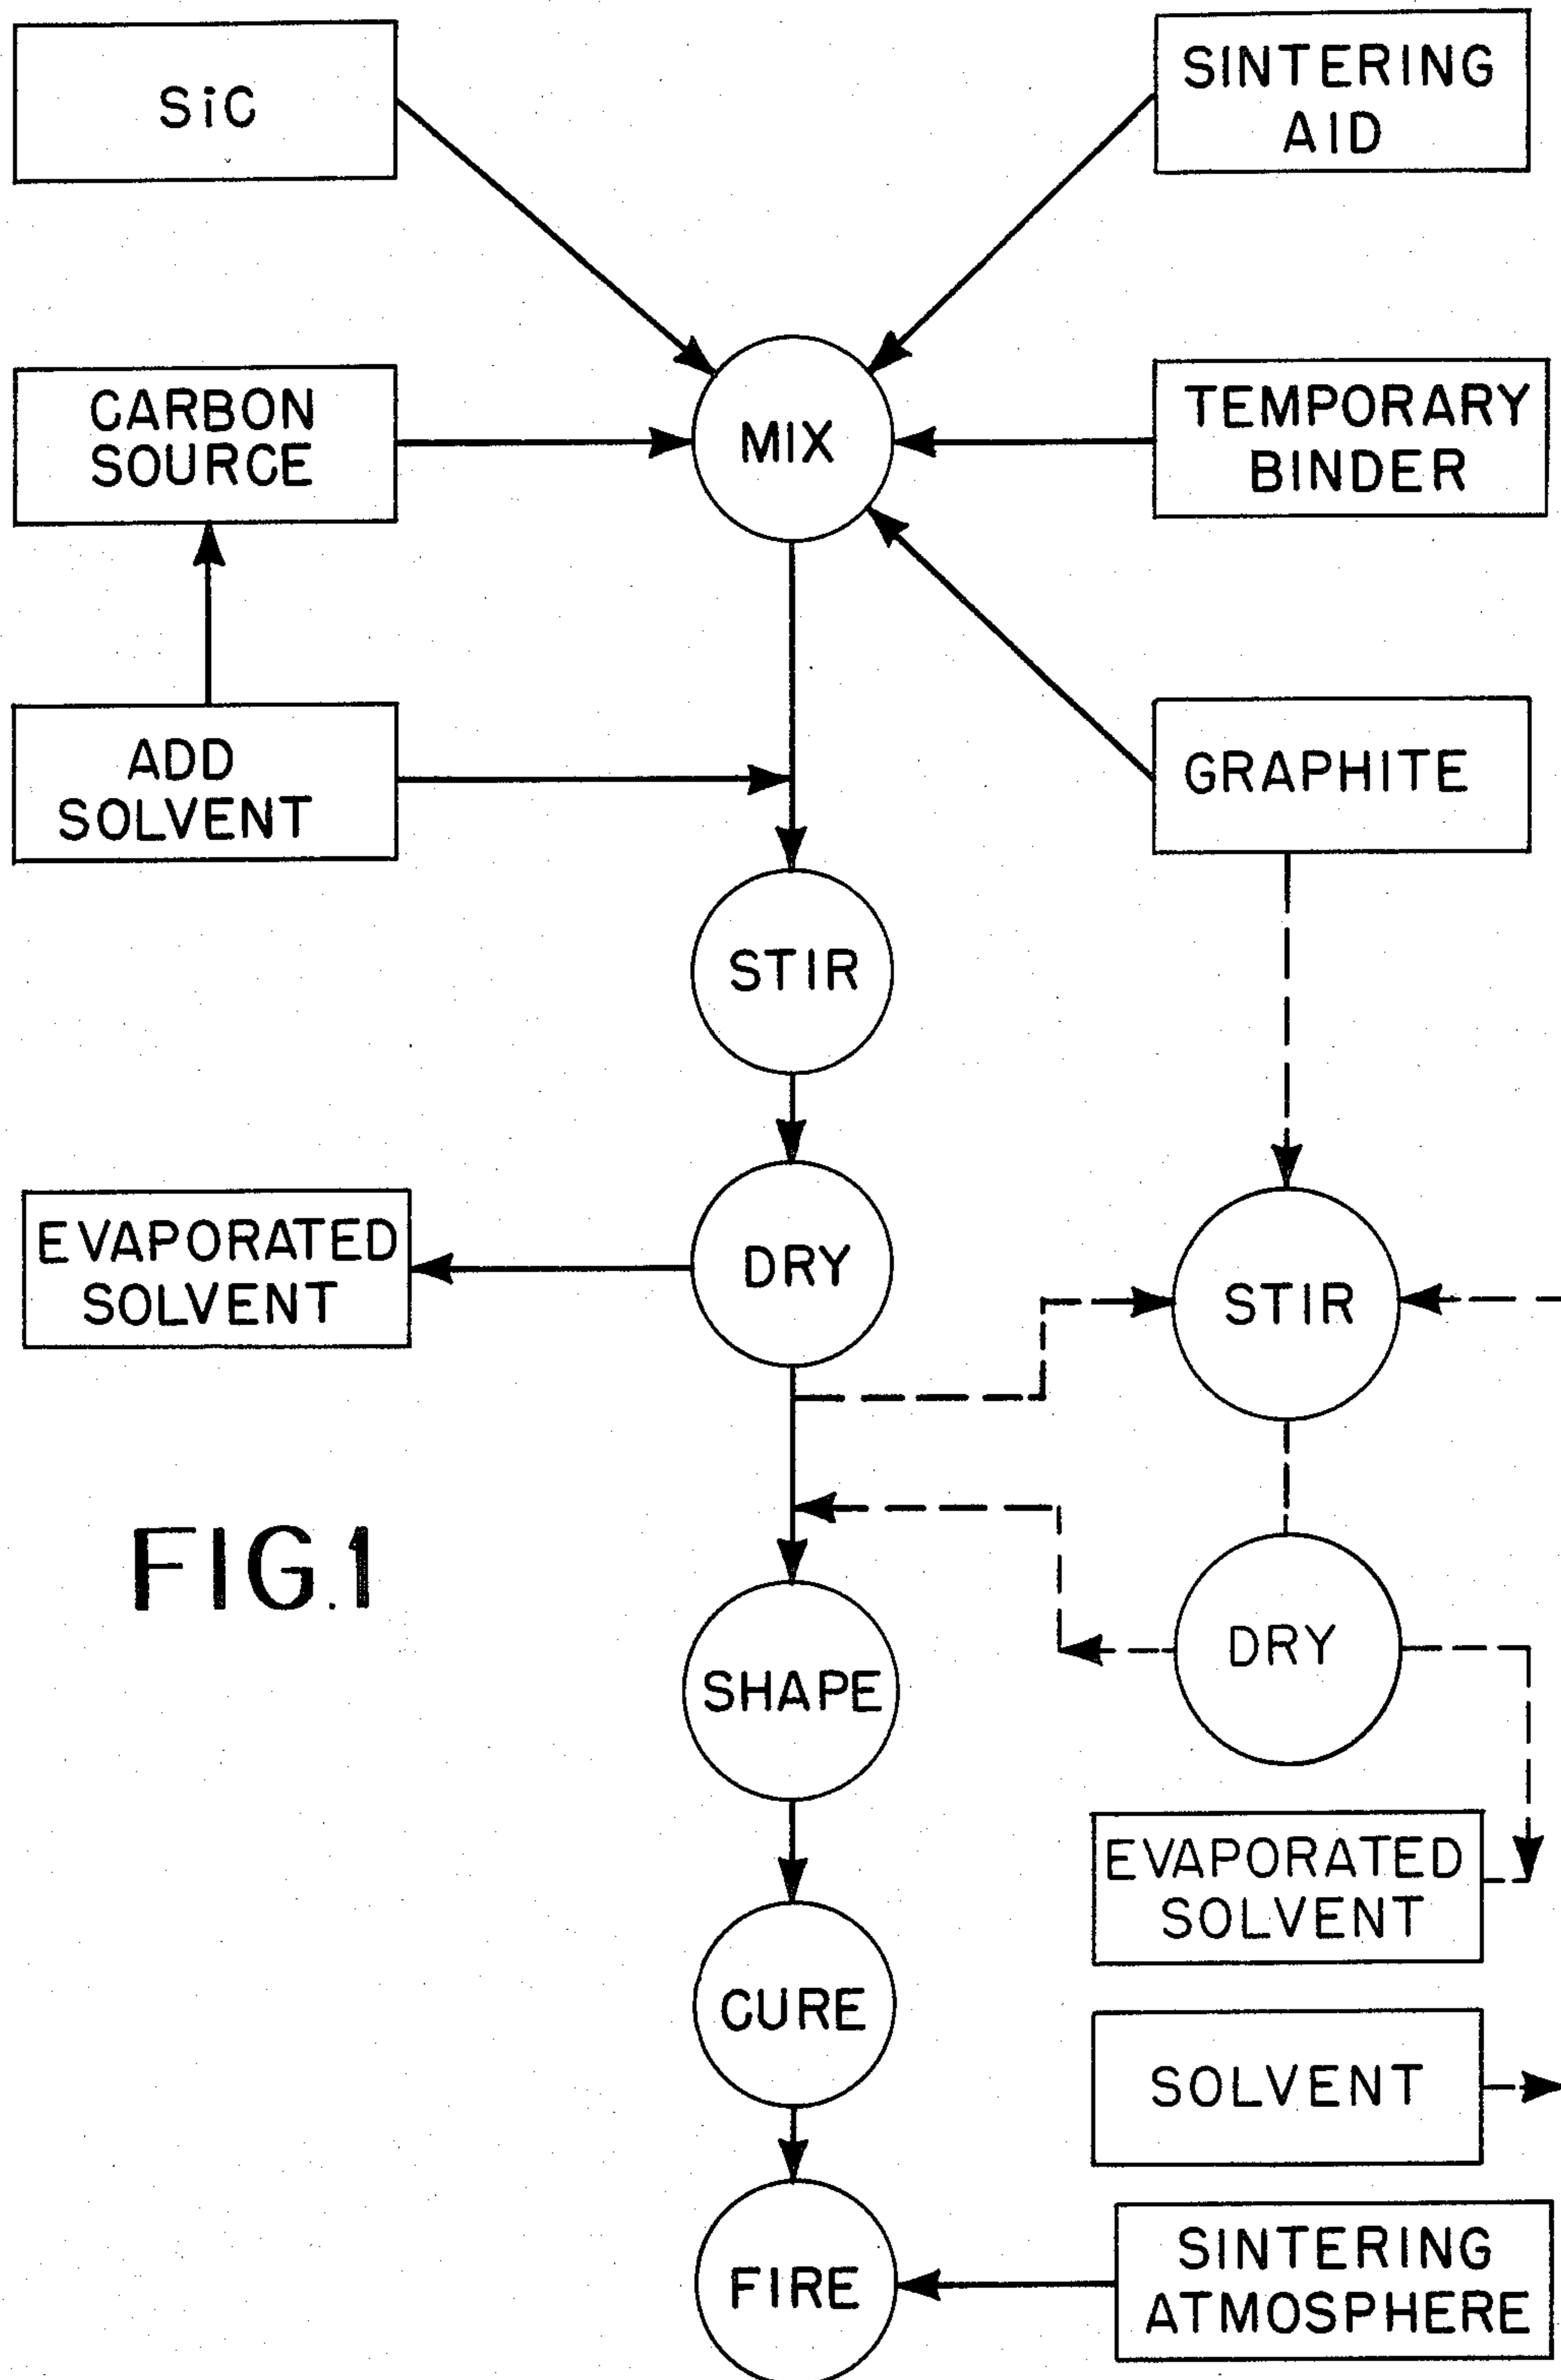 SiC
SINTERING
AID
CARBON
SOURCE
MIX
TEMPORARY
BINDER
ADD
SOLVENT
GRAPHITE
STIR
EVAPORATED
SOLVENT
DRY
STIR
FIG.1
SHAPE
DRY
EVAPORATED
SOLVENT
CURE
SOLVENT
FIRE
SINTERING
ATMOSPHERE